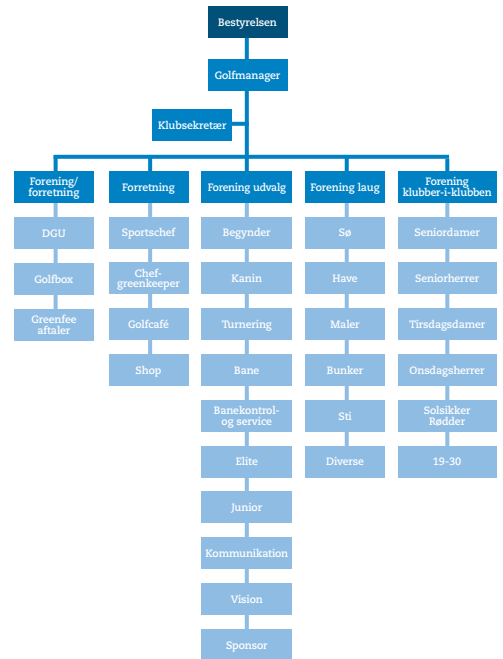 Bestyrelsen
Golfmanager
Klubsekretær
Forening/
forretning
Forretning
Forening udvalg
Forening laug
Forening
klubber-i-klubben
DGU
Sportschef
Begynder
Sø
Seniordamer
Golfbox
Chef-
greenkeeper
Kanin
Have
Seniorherrer
Greenfee
aftaler
Golfcafé
Turnering
Maler
Tirsdagsdamer
Shop
Bane
Bunker
Onsdagsherrer
Banekontrol-
og service
Sti
Solsikker
Rødder
Elite
Diverse
19-30
Junior
Kommunikation
Vision
Sponsor